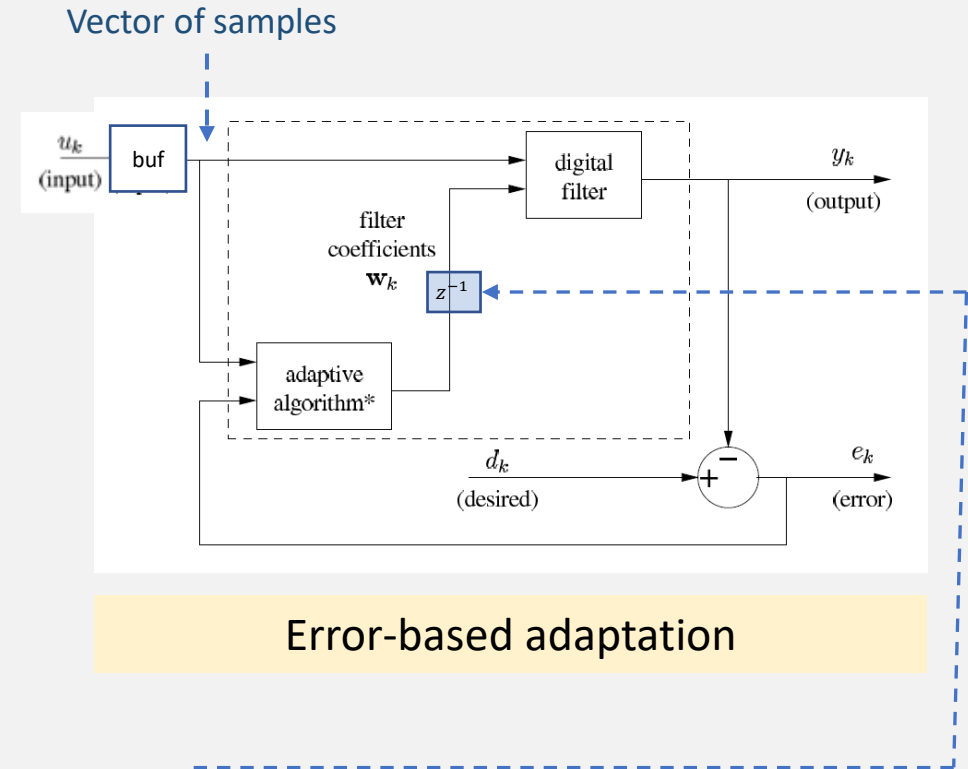 Vector of samples
u_k
(input)
buf
digital
filter
y_k
(output)
filter
coefficients
w_k
z^{-1}
adaptive
algorithm*
d_k
(desired)
−
+
e_k
(error)
Error-based adaptation